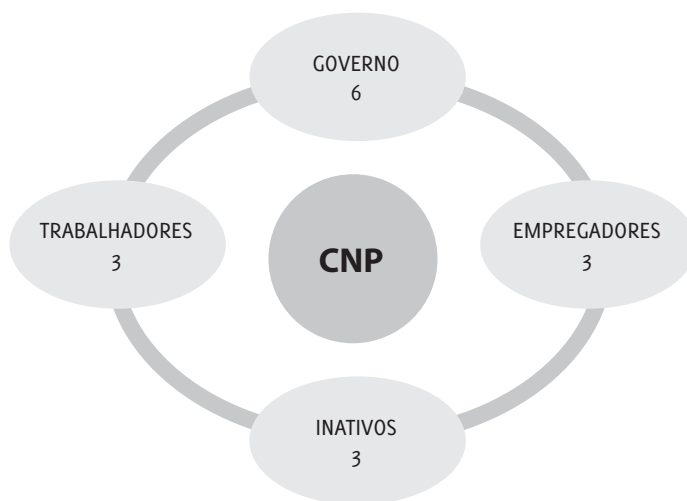 GOVERNO
6
TRABALHADORES
3
CNP
EMPREGADORES
3
INATIVOS
3